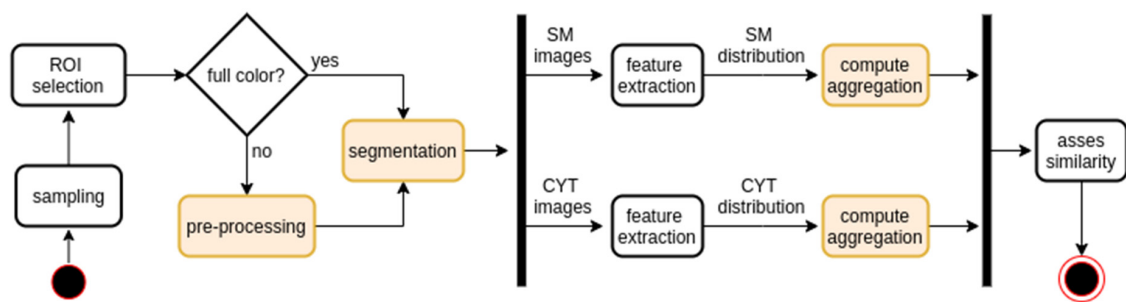 ROI
selection
full color?
yes
no
sampling
pre-processing
segmentation
SM
images
feature
extraction
SM
distribution
compute
aggregation
CYT
images
feature
extraction
CYT
distribution
compute
aggregation
asses
similarity